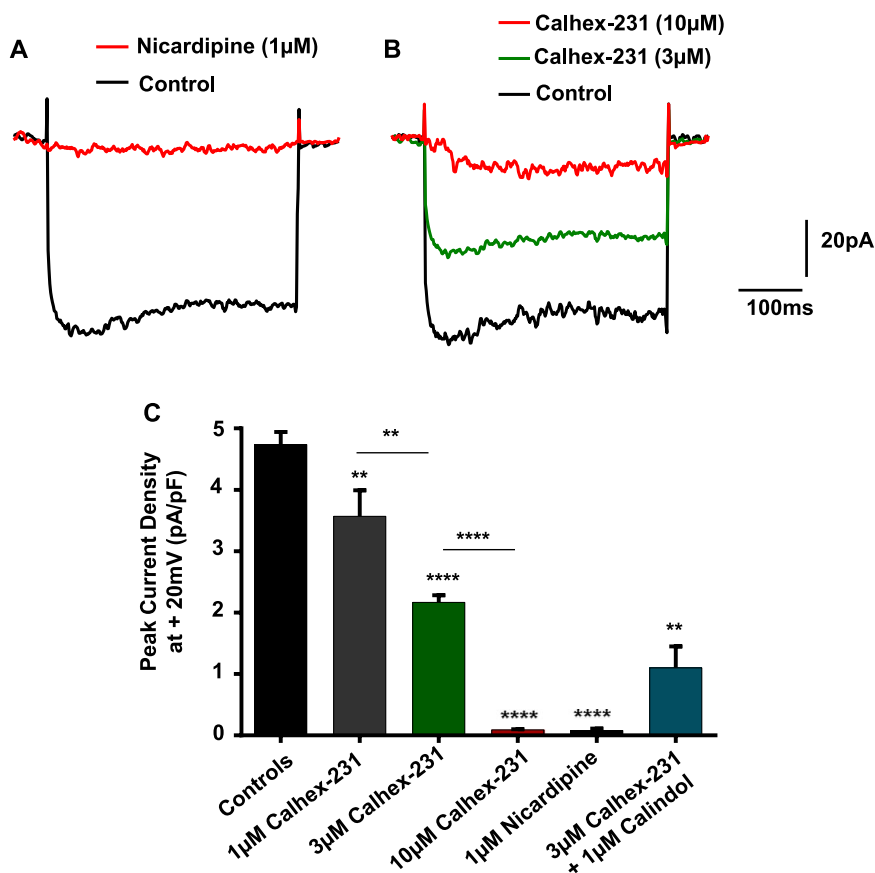 A
Nicardipine (1µM)
Control
B
Calhex-231 (10µM)
Calhex-231 (3µM)
Control
20pA
100ms
C
Peak Current Density
at + 20mV (pA/pF)
5
4
3
2
1
0
**
**
****
****
****
****
**
Controls
1µM Calhex-231
3µM Calhex-231
10µM Calhex-231
1µM Nicardipine
3µM Calhex-231
+ 1µM Calindol